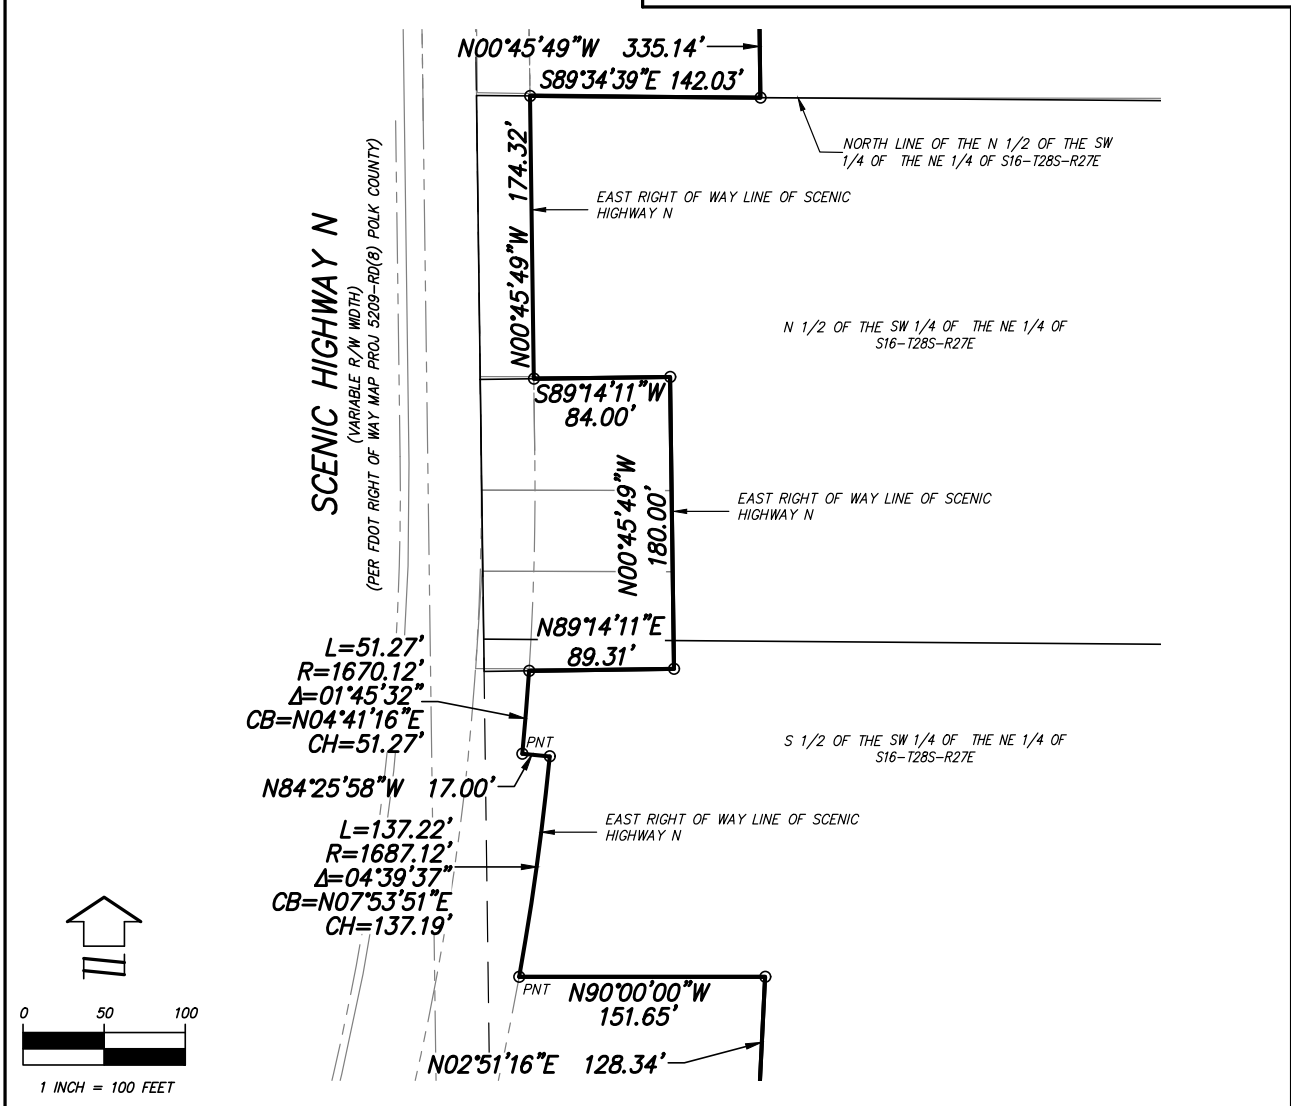 N00°45'49"W 335.14'
S89°34'39"E 142.03'
NORTH LINE OF THE N 1/2 OF THE SW
1/4 OF THE NE 1/4 OF S16-T28S-R27E
N00°45'49"W 174.32'
EAST RIGHT OF WAY LINE OF SCENIC
HIGHWAY N
SCENIC HIGHWAY N
(VARIABLE R/W WIDTH)
(PER FDOT RIGHT OF WAY MAP PROJ 5209-RD(8) POLK COUNTY)
N 1/2 OF THE SW 1/4 OF THE NE 1/4 OF
S16-T28S-R27E
S89°14'11"W
84.00'
N00°45'49"W
180.00'
EAST RIGHT OF WAY LINE OF SCENIC
HIGHWAY N
N89°14'11"E
89.31'
L=51.27'
R=1670.12'
Δ=01°45'32"
CB=N04°41'16"E
CH=51.27'
PNT
S 1/2 OF THE SW 1/4 OF THE NE 1/4 OF
S16-T28S-R27E
N84°25'58"W 17.00'
EAST RIGHT OF WAY LINE OF SCENIC
HIGHWAY N
L=137.22'
R=1687.12'
Δ=04°39'37"
CB=N07°53'51"E
CH=137.19'
PNT
N90°00'00"W
151.65'
N02°51'16"E 128.34'
N
0 50 100
1 INCH = 100 FEET